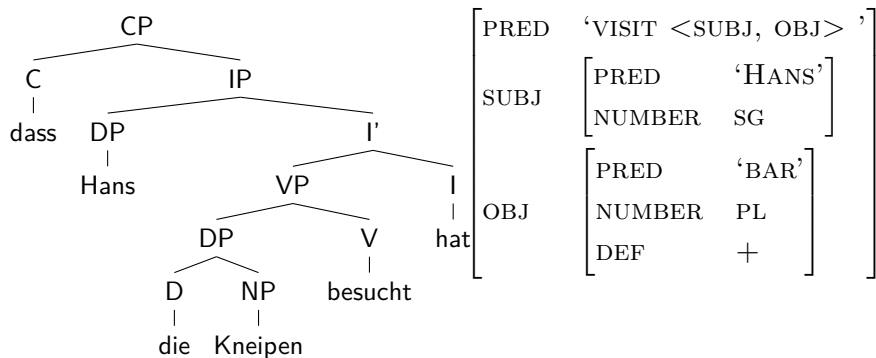 CP
C IP
dass DP I'
Hans VP I
DP V hat
D NP besucht
die Kneipen
PRED ‘VISIT <SUBJ, OBJ> ’
SUBJ
PRED ‘HANS’
NUMBER SG
OBJ
PRED ‘BAR’
NUMBER PL
DEF +